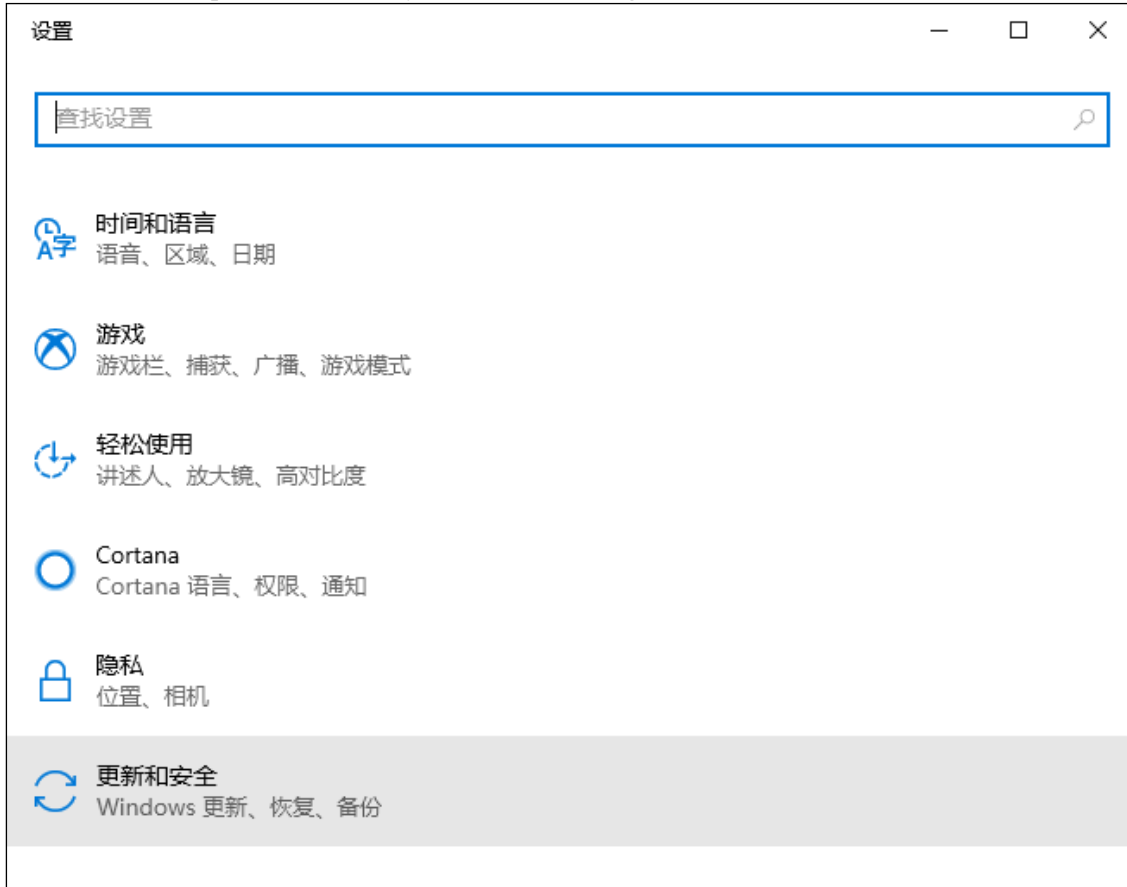 设置
查找设置
时间和语言
语音、区域、日期
游戏
游戏栏、捕获、广播、游戏模式
轻松使用
讲述人、放大镜、高对比度
Cortana
Cortana 语言、权限、通知
隐私
位置、相机
更新和安全
Windows 更新、恢复、备份